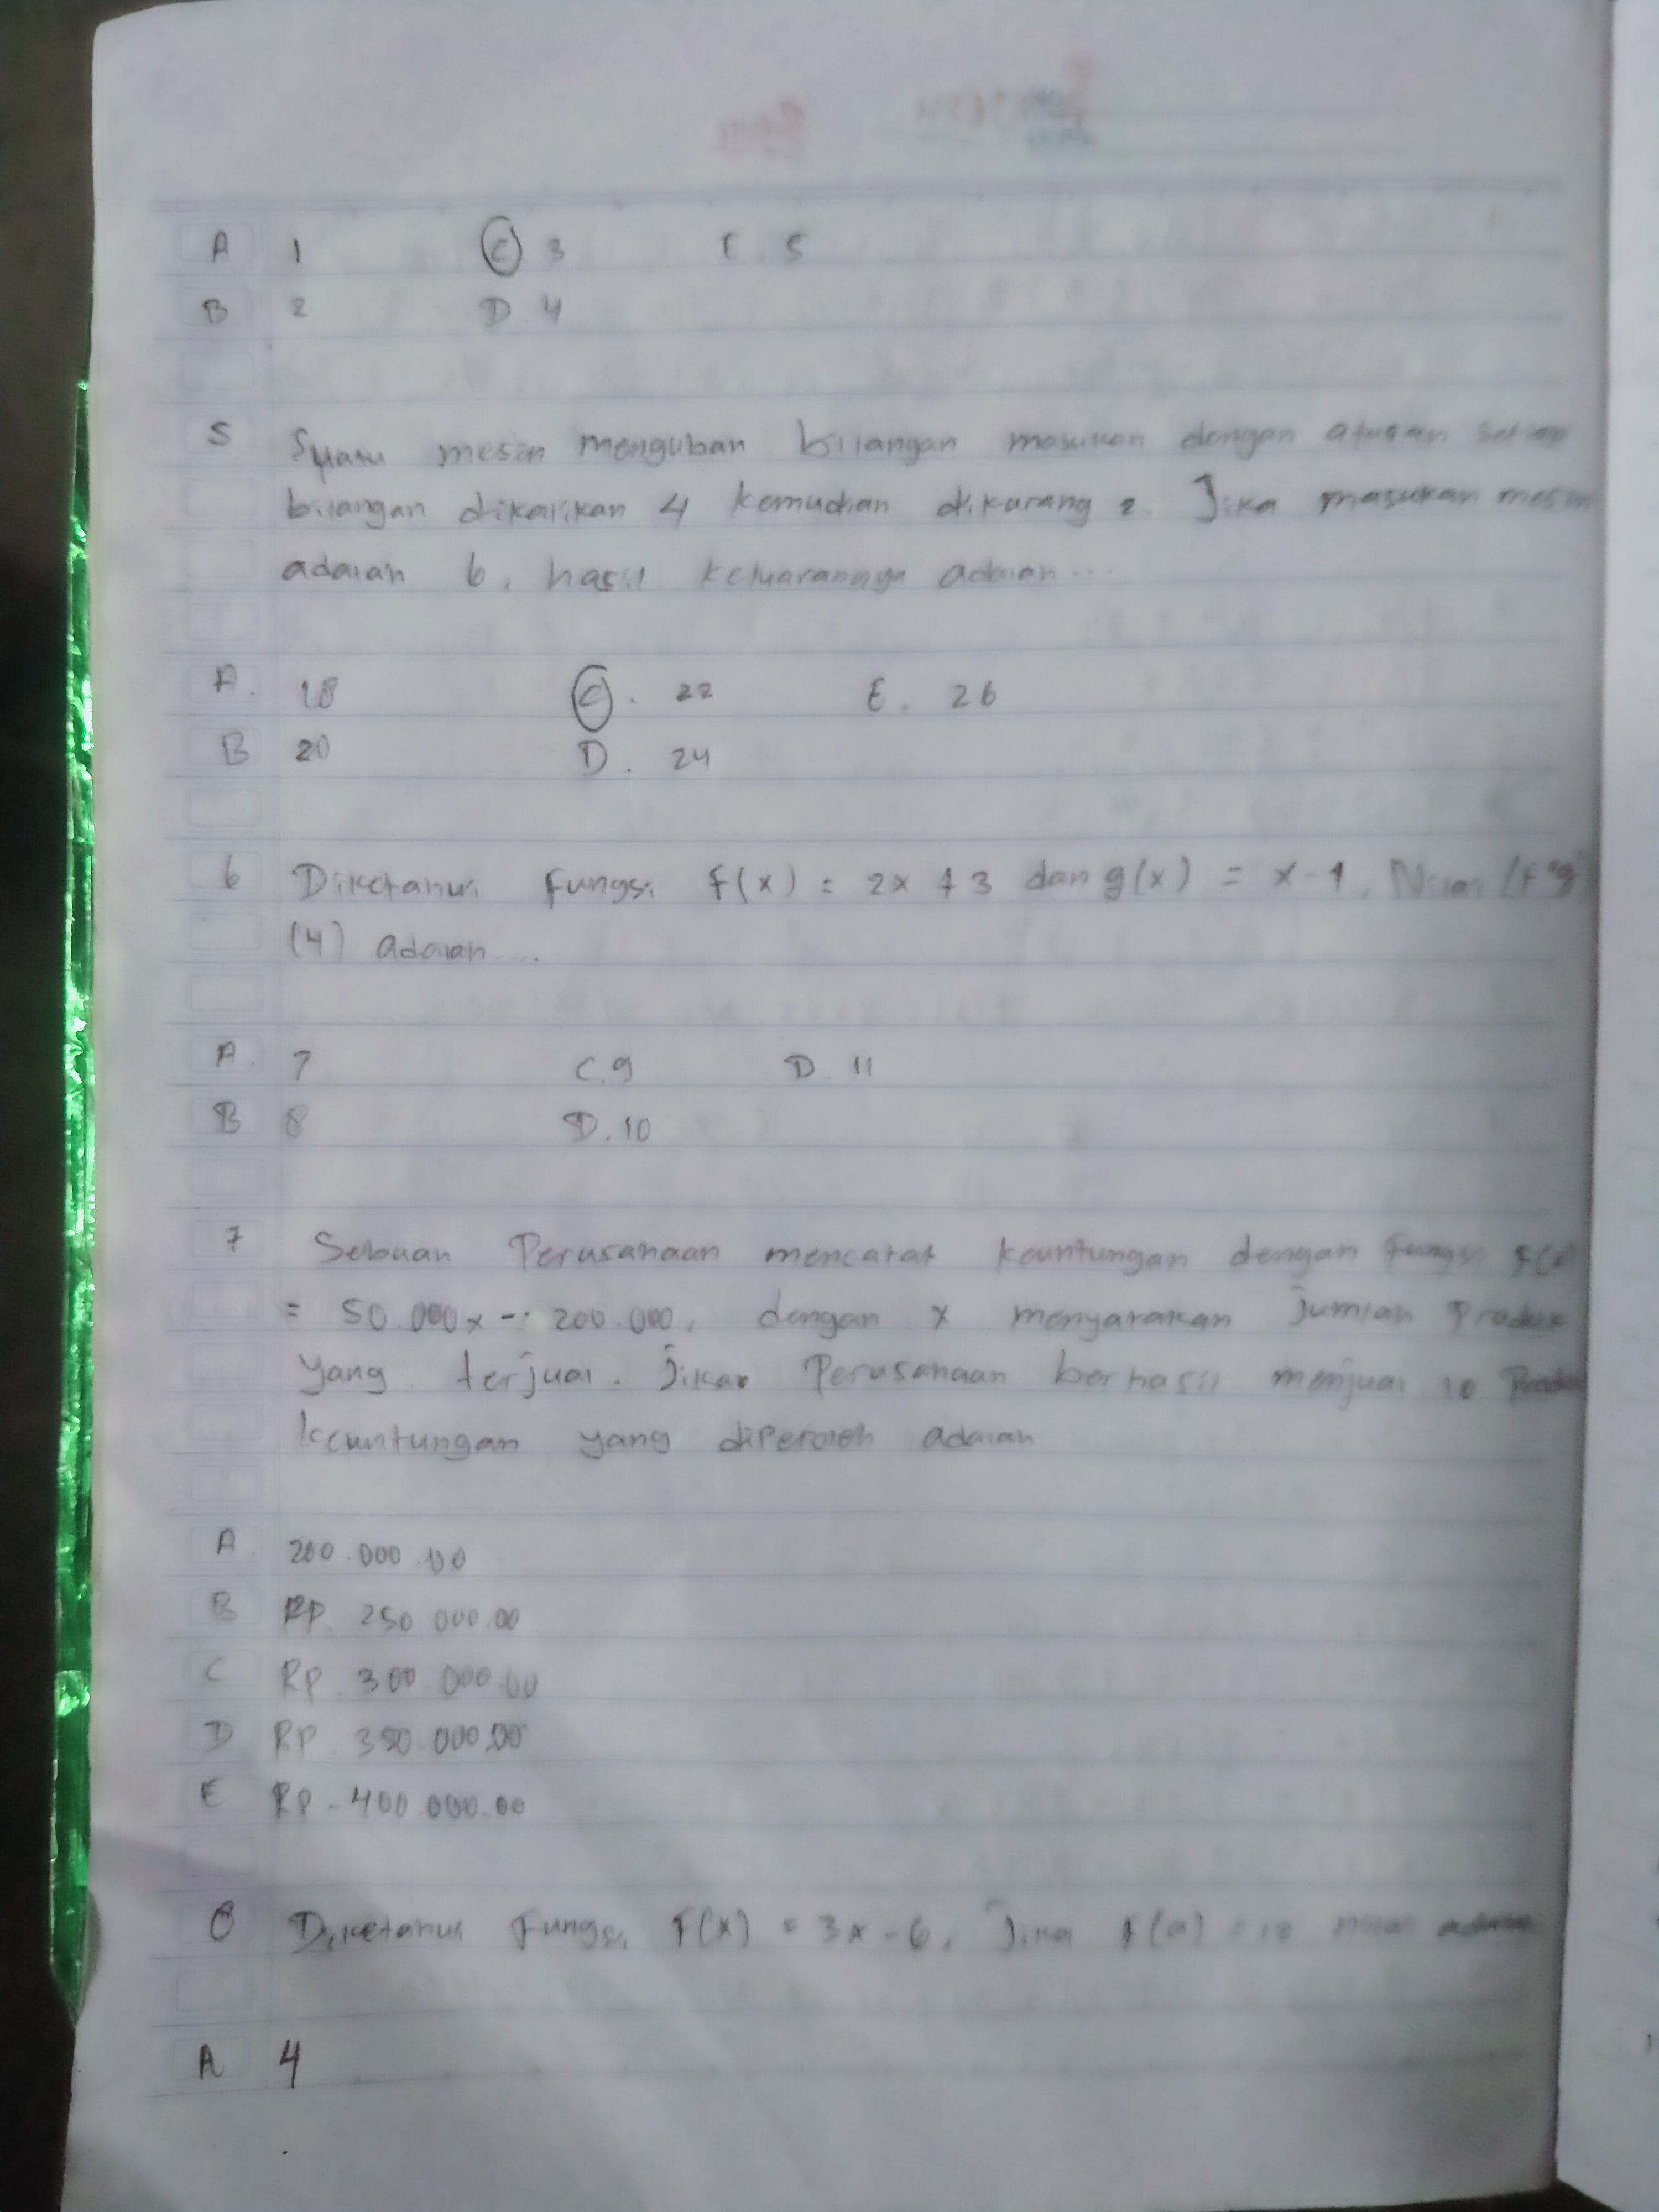 A 1 C 3 E. 5
B 2 D. 4
5 Suatu mesin mengubah bilangan masukan dengan aturan setiap
bilangan dikalikan 4 kemudian dikurang 2. Jika masukan mesin
adalah 6, hasil keluarannya adalah...
A. 18 C. 22 E. 26
B 20 D. 24
6 Diketahui fungsi f(x) = 2x + 3 dan g(x) = x - 1. Nilai (f°g)
(4) adalah....
A. 7 C. 9 D. 11
B 8 D. 10
7 Sebuah Perusahaan mencatat keuntungan dengan fungsi f(x)
= 50.000x - 200.000, dengan x menyatakan jumlah Produk
yang terjual. Jika Perusahaan berhasil menjual 10 Produk
keuntungan yang diperoleh adalah
A. 200.000.00
B RP. 250 000.00
C RP. 300 000.00
D RP. 350.000.00
E RP - 400.000.00
8 Diketahui fungsi f(x) = 3x - 6, Jika f(a) = nilai adalah
A 4